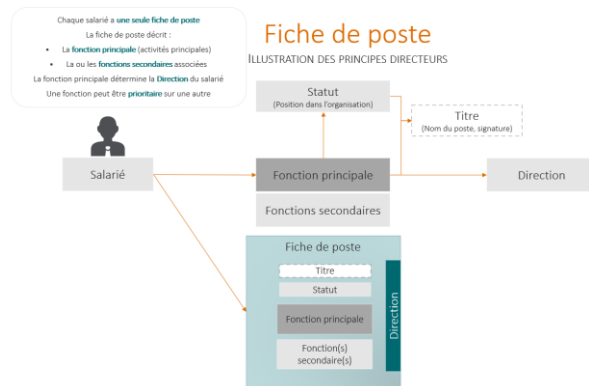 Chaque salarié a une seule fiche de poste
La fiche de poste décrit :
• La fonction principale (activités principales)
• La ou les fonctions secondaires associées
La fonction principale détermine la Direction du salarié
Une fonction peut être prioritaire sur une autre
Fiche de poste
ILLUSTRATION DES PRINCIPES DIRECTEURS
Statut
(Position dans l'organisation)
Titre
(Nom du poste, signature)
Salarié
Fonction principale
Direction
Fonctions secondaires
Fiche de poste
Titre
Statut
Fonction principale
Fonction(s)
secondaire(s)
Direction